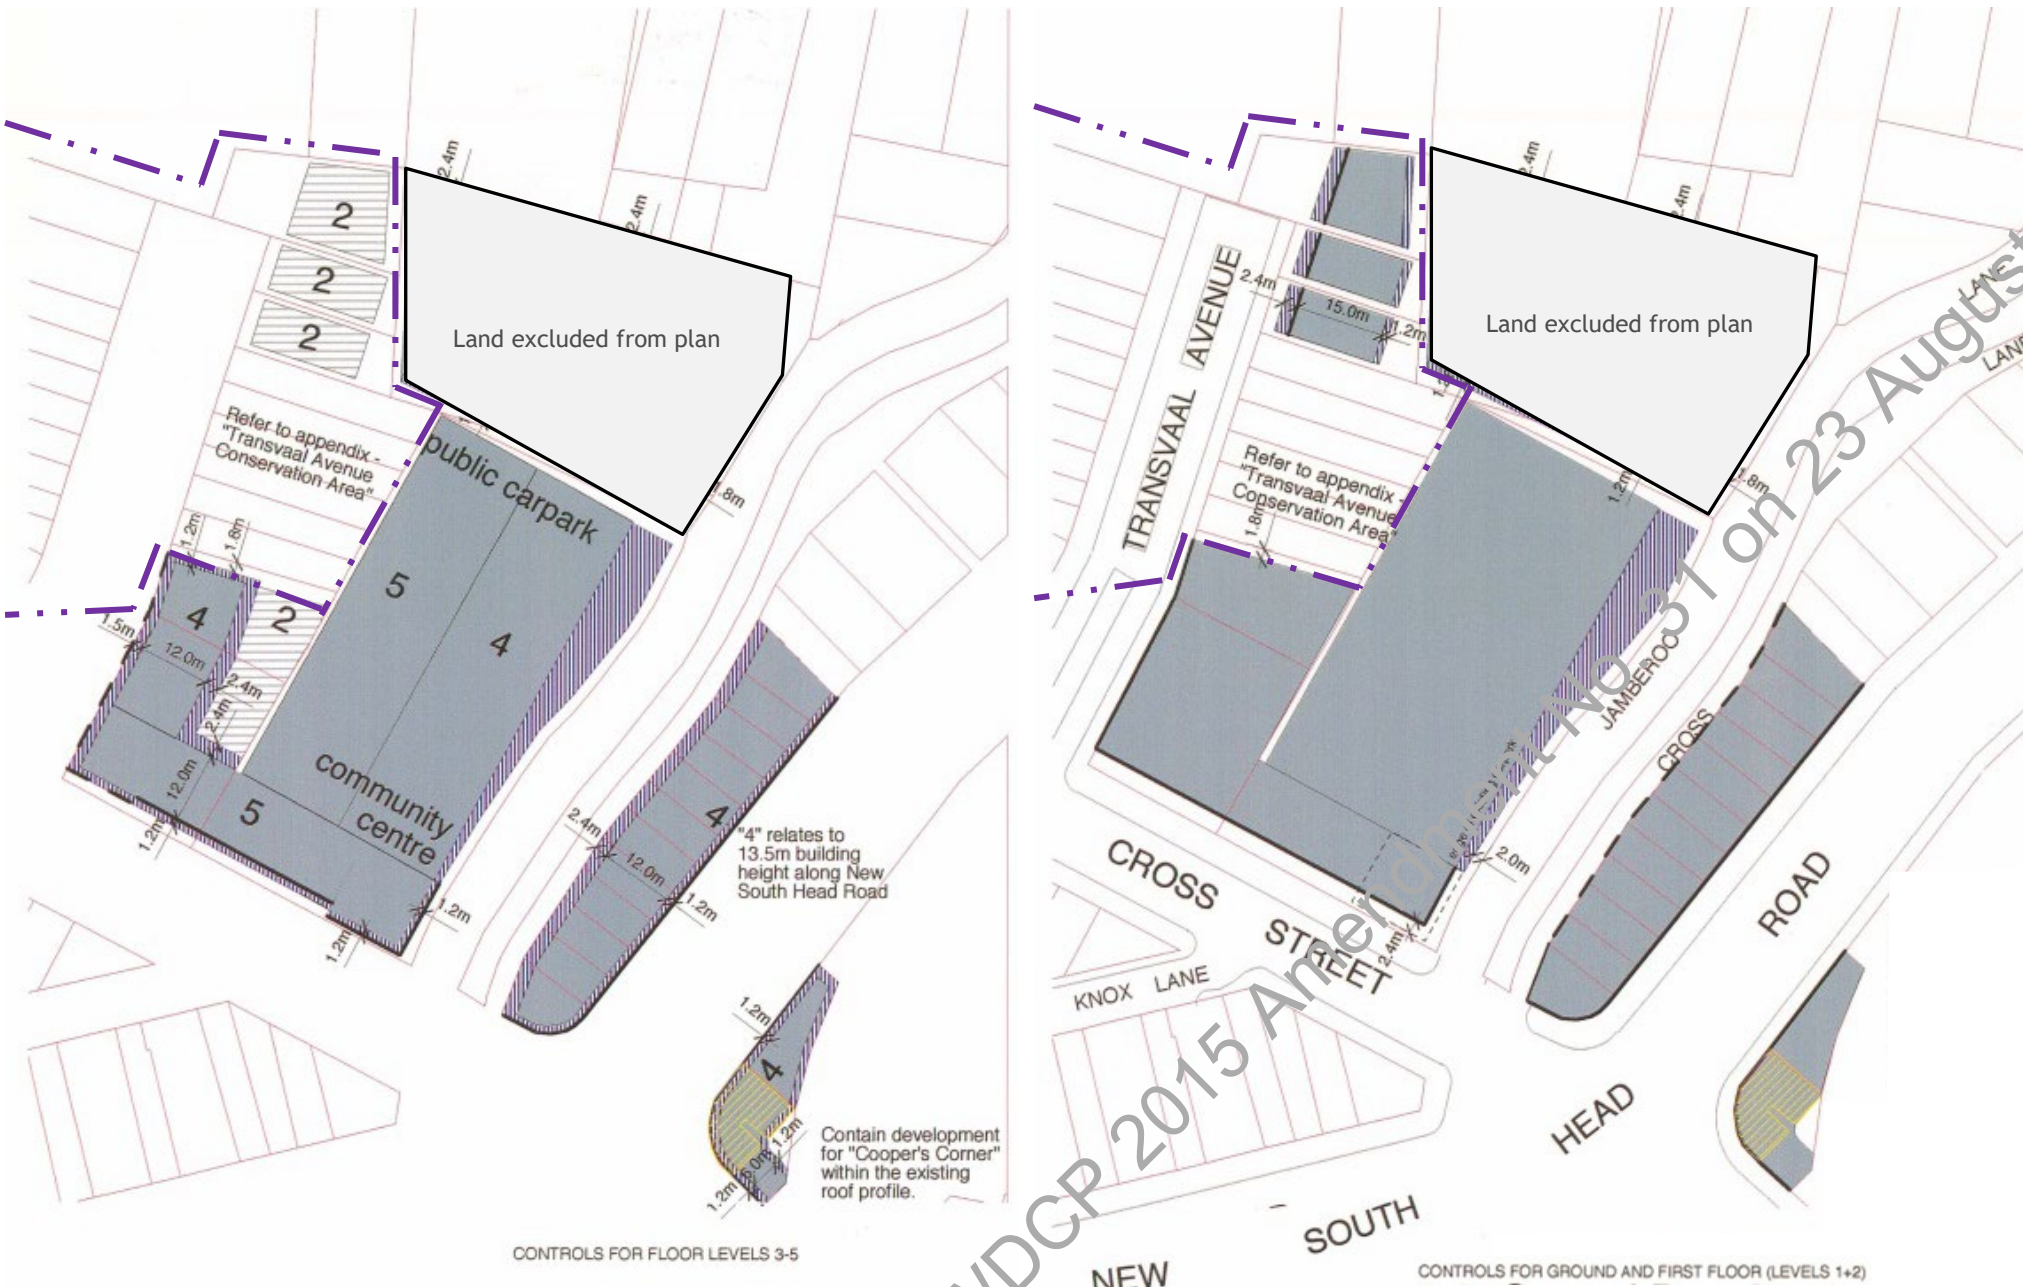 2.4m
2.4m
2
2
2
Land excluded from plan
Refer to appendix -
"Transvaal Avenue
Conservation Area"
public carpark
1.8m
1.2m
1.8m
5
4
4
2
1.5m
12.0m
2.4m
2.4m
community
centre
12.0m
5
1.2m
1.2m
1.2m
2.4m
12.0m
1.2m
4
"4" relates to
13.5m building
height along New
South Head Road
1.2m
4
1.2m
6.0m
1.2m
Contain development
for "Cooper's Corner"
within the existing
roof profile.
CONTROLS FOR FLOOR LEVELS 3-5
2.4m
2.4m
TRANSVAAL AVENUE
2.4m
15.0m
1.2m
Land excluded from plan
LANE
LANE
Refer to appendix -
"Transvaal Avenue
Conservation Area"
1.8m
1.2m
1.8m
JAMBEROO
CROSS
2.0m
2.4m
CROSS STREET
KNOX LANE
NEW SOUTH HEAD ROAD
CONTROLS FOR GROUND AND FIRST FLOOR (LEVELS 1+2)
DCP 2015 Amendment No. 31 on 23 August